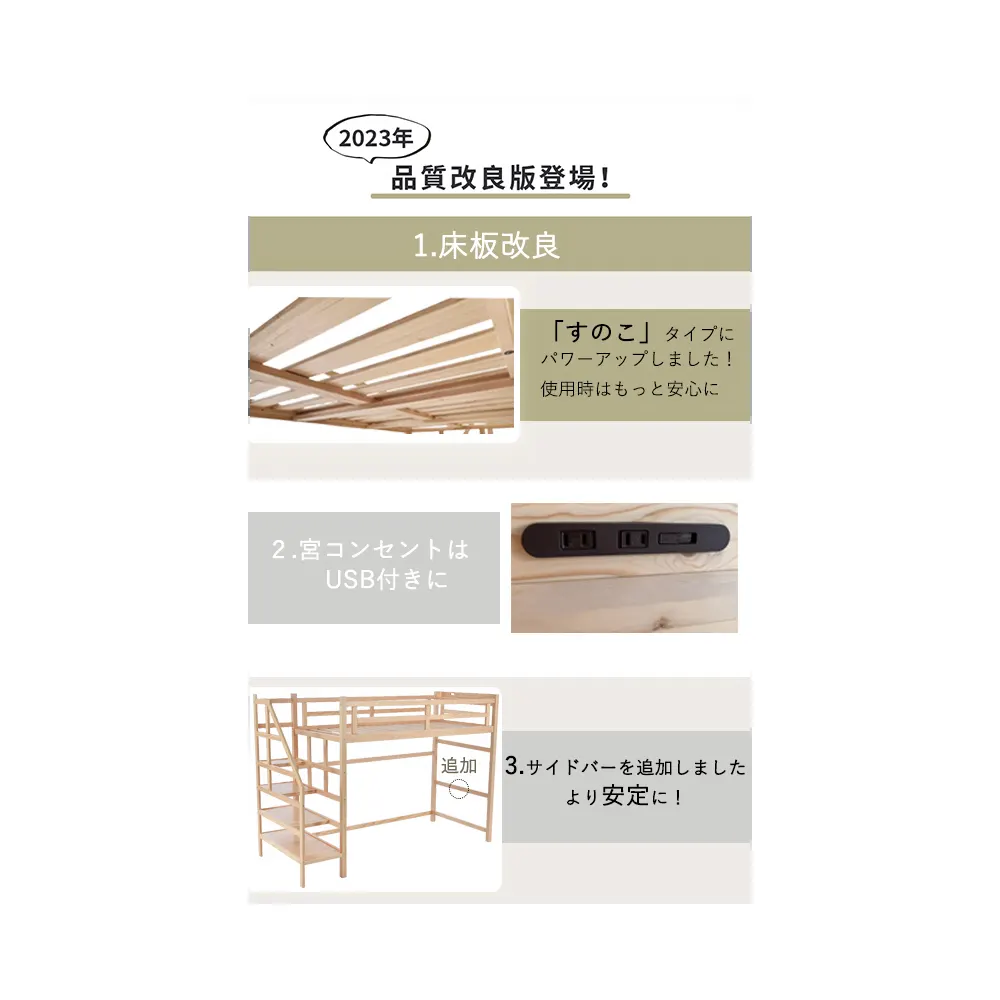 2023年
品質改良版登場！
1.床板改良
「すのこ」タイプに
パワーアップしました！
使用時はもっと安心に
２.宮コンセントは
USB付きに
追加
3.サイドバーを追加しました
より安定に！